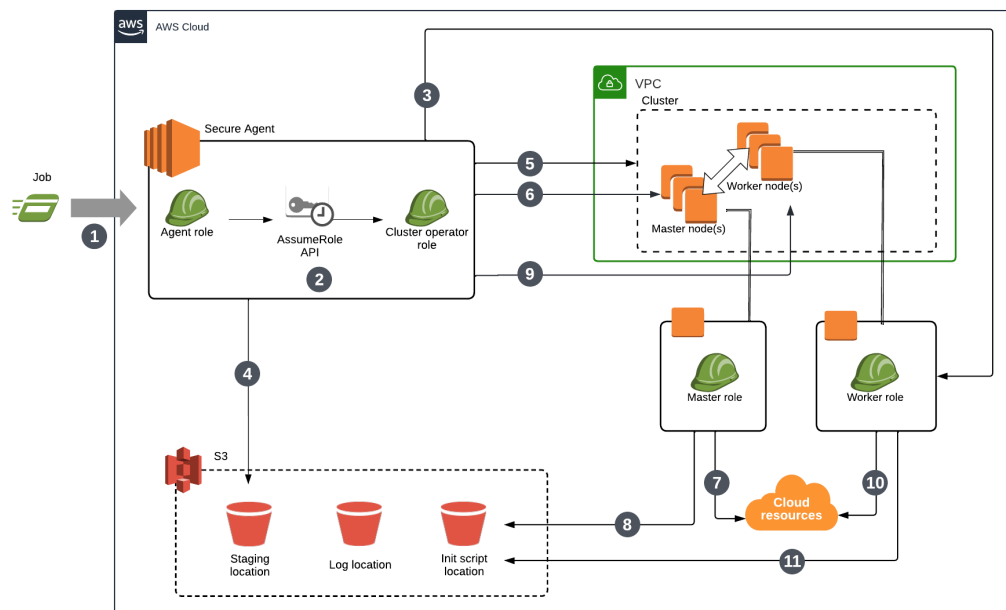 aws
AWS Cloud
3
VPC
Cluster
Secure Agent
5
Job
6
Worker node(s)
1
Agent role
AssumeRole
API
Cluster operator
role
Master node(s)
2
9
4
Master role
Worker role
S3
7
10
Cloud
resources
8
Staging
location
Log location
Init script
location
11